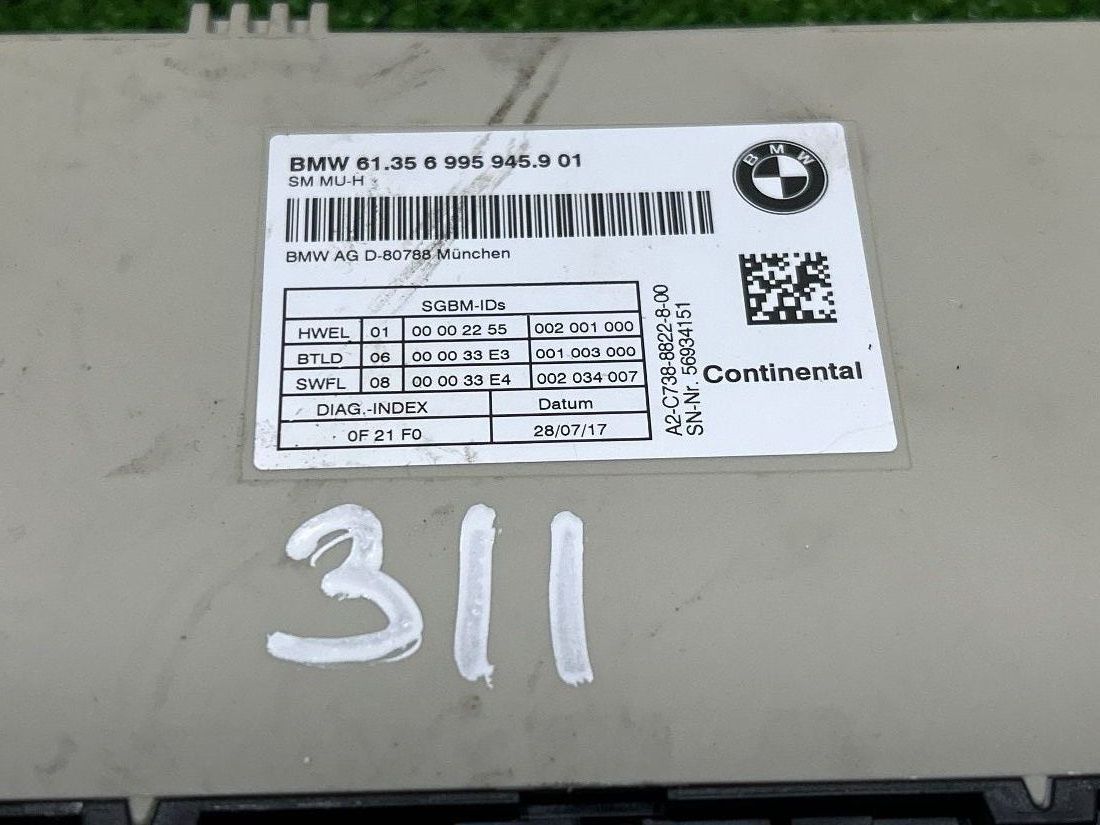 BMW 61.35 6 995 945.9 01
SM MU-H
BMW
BMW AG D-80788 München
SGBM-IDs
HWEL 01 00 00 22 55 002 001 000
BTLD 06 00 00 33 E3 001 003 000
SWFL 08 00 00 33 E4 002 034 007
DIAG.-INDEX Datum
0F 21 F0 28/07/17
A2-C738-8822-8-00
SN-Nr. 56934151
Continental
311